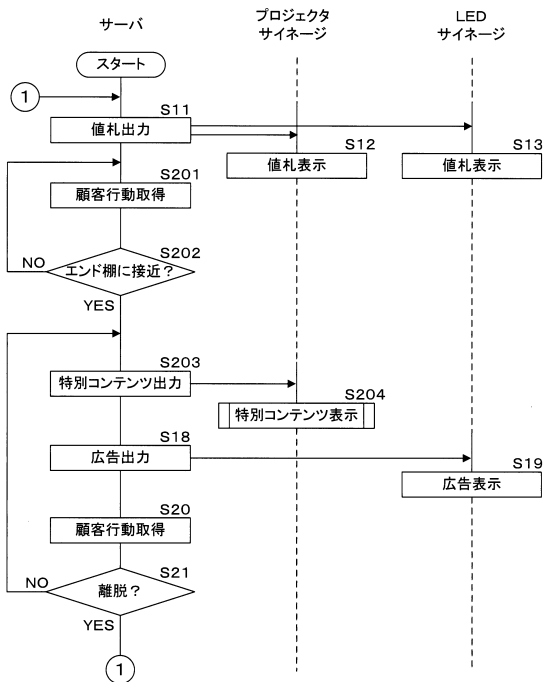 サーバ
プロジェクタ
サイネージ
LED
サイネージ
スタート
1
S11
値札出力
S12
値札表示
S13
値札表示
S201
顧客行動取得
S202
エンド棚に接近？
NO
YES
S203
特別コンテンツ出力
S204
特別コンテンツ表示
S18
広告出力
S19
広告表示
S20
顧客行動取得
S21
離脱？
NO
YES
1